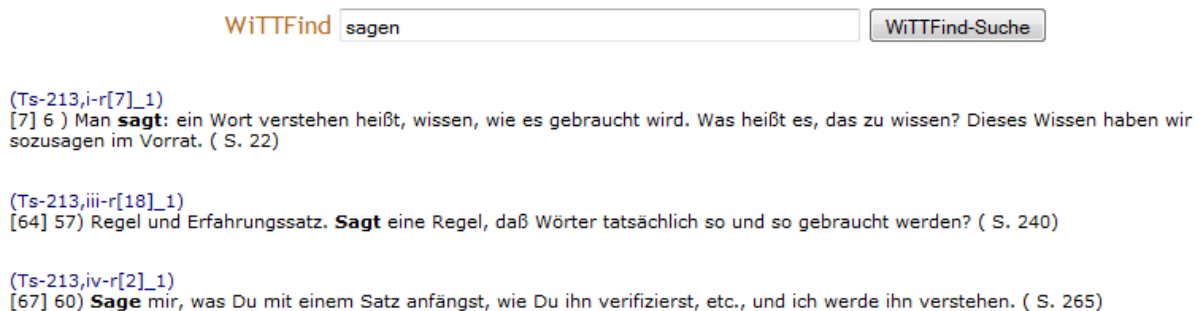 WiTTFind sagen WiTTFind-Suche
(Ts-213,i-r[7]_1)
[7] 6 ) Man sagt: ein Wort verstehen heißt, wissen, wie es gebraucht wird. Was heißt es, das zu wissen? Dieses Wissen haben wir
sozusagen im Vorrat. ( S. 22)
(Ts-213,iii-r[18]_1)
[64] 57) Regel und Erfahrungssatz. Sagt eine Regel, daß Wörter tatsächlich so und so gebraucht werden? ( S. 240)
(Ts-213,iv-r[2]_1)
[67] 60) Sage mir, was Du mit einem Satz anfängst, wie Du ihn verifizierst, etc., und ich werde ihn verstehen. ( S. 265)